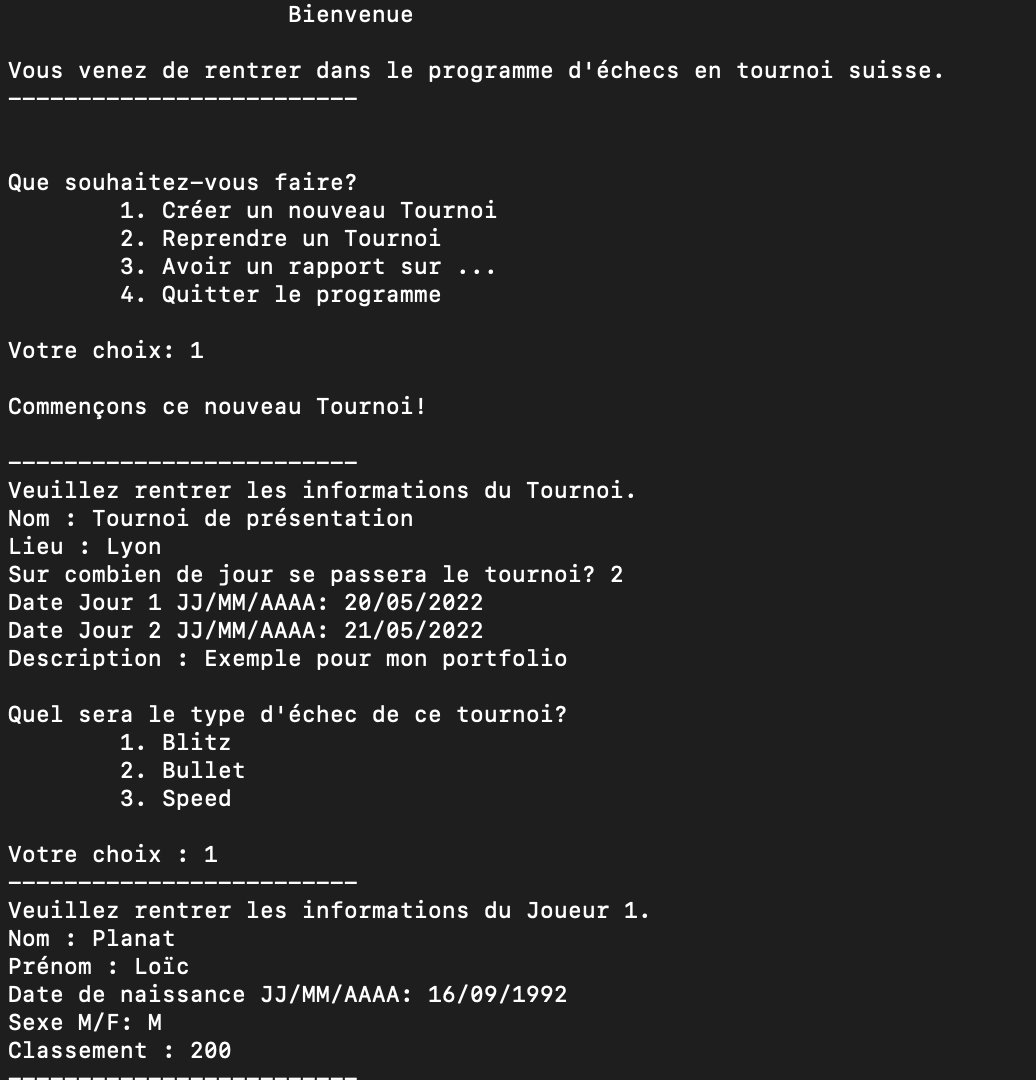 Bienvenue
Vous venez de rentrer dans le programme d'échecs en tournoi suisse.
-------------------------
Que souhaitez-vous faire?
1. Créer un nouveau Tournoi
2. Reprendre un Tournoi
3. Avoir un rapport sur ...
4. Quitter le programme
Votre choix: 1
Commençons ce nouveau Tournoi!
-------------------------
Veuillez rentrer les informations du Tournoi.
Nom : Tournoi de présentation
Lieu : Lyon
Sur combien de jour se passera le tournoi? 2
Date Jour 1 JJ/MM/AAAA: 20/05/2022
Date Jour 2 JJ/MM/AAAA: 21/05/2022
Description : Exemple pour mon portfolio
Quel sera le type d'échec de ce tournoi?
1. Blitz
2. Bullet
3. Speed
Votre choix : 1
-------------------------
Veuillez rentrer les informations du Joueur 1.
Nom : Planat
Prénom : Loïc
Date de naissance JJ/MM/AAAA: 16/09/1992
Sexe M/F: M
Classement : 200
-------------------------